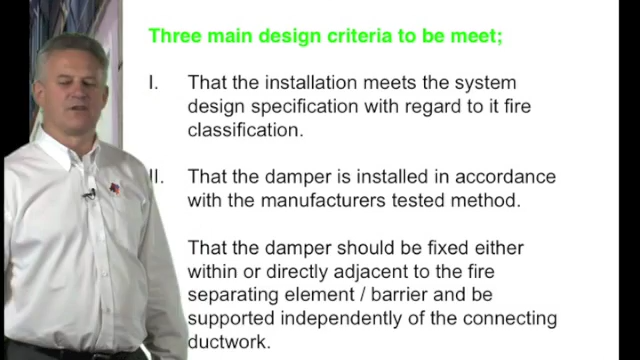 Three main design criteria to be meet;
I. That the installation meets the system
design specification with regard to it fire
classification.
II. That the damper is installed in accordance
with the manufacturers tested method.
That the damper should be fixed either
within or directly adjacent to the fire
separating element / barrier and be
supported independently of the connecting
ductwork.